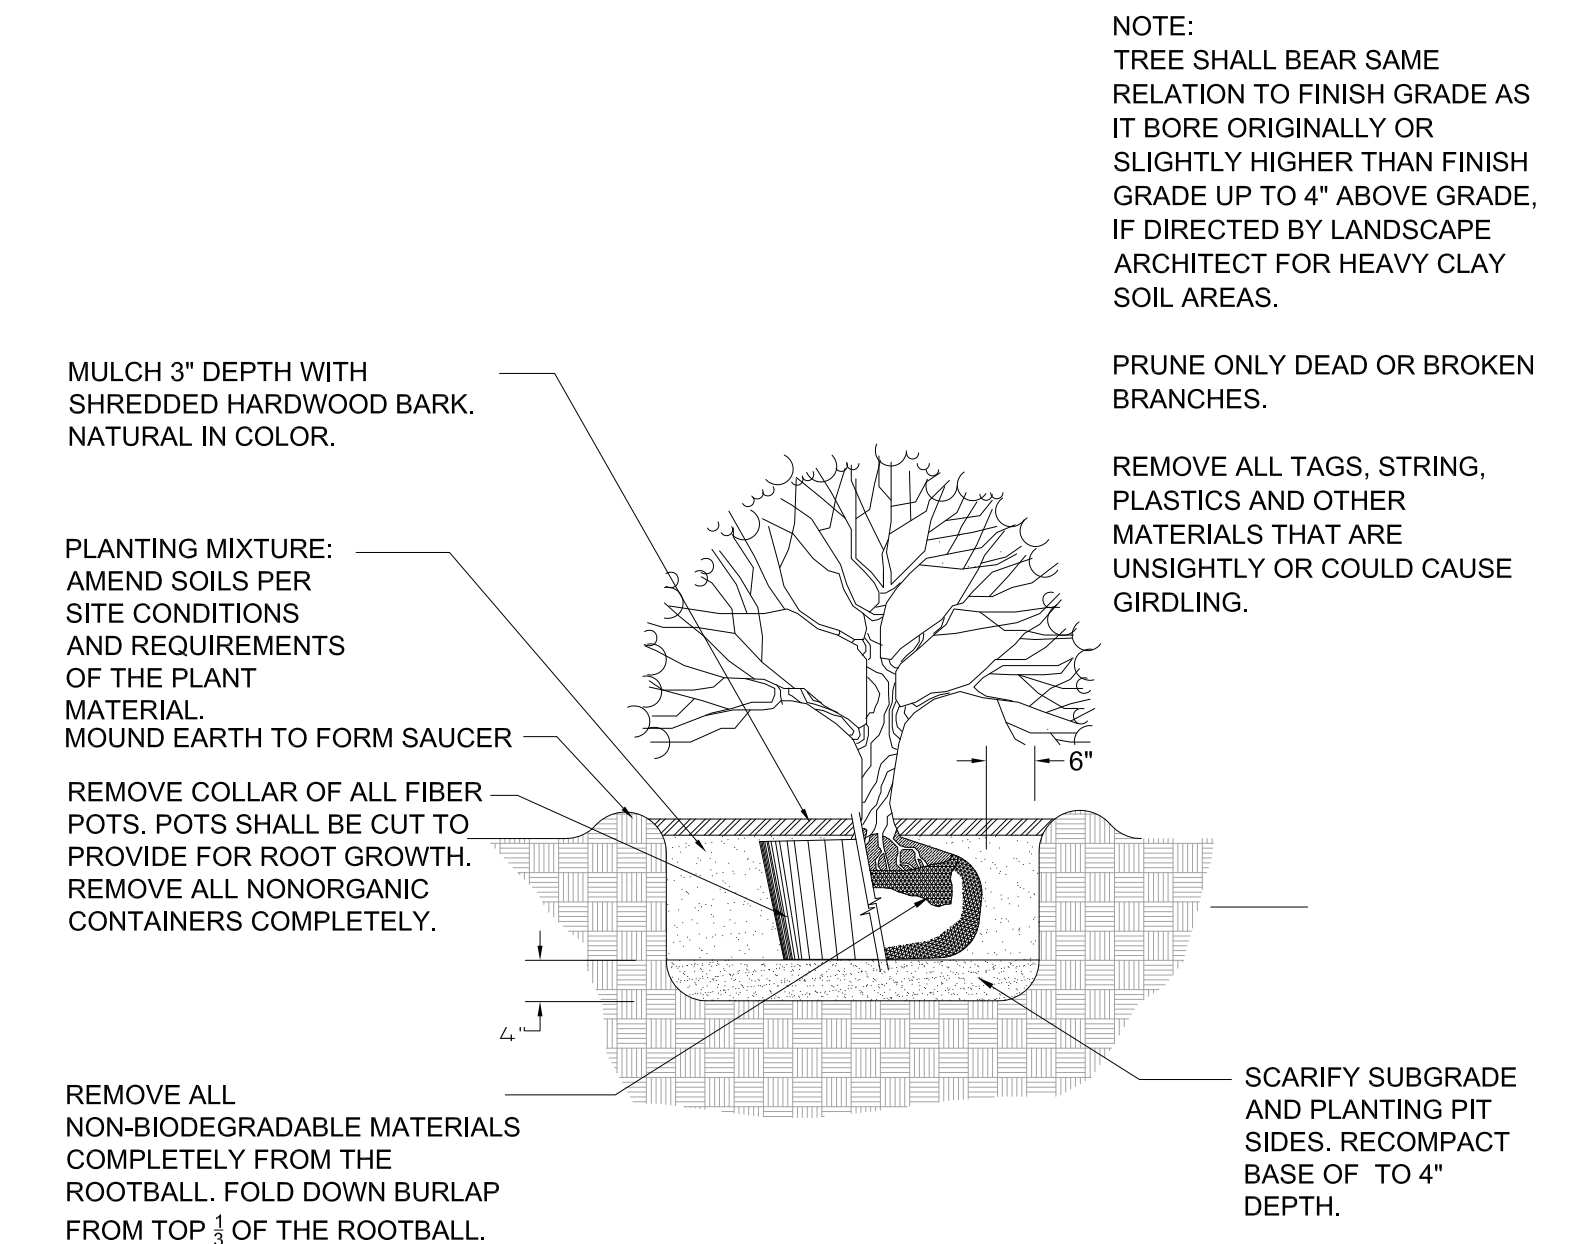 NOTE:
TREE SHALL BEAR SAME
RELATION TO FINISH GRADE AS
IT BORE ORIGINALLY OR
SLIGHTLY HIGHER THAN FINISH
GRADE UP TO 4" ABOVE GRADE,
IF DIRECTED BY LANDSCAPE
ARCHITECT FOR HEAVY CLAY
SOIL AREAS.
PRUNE ONLY DEAD OR BROKEN
BRANCHES.
REMOVE ALL TAGS, STRING,
PLASTICS AND OTHER
MATERIALS THAT ARE
UNSIGHTLY OR COULD CAUSE
GIRDLING.
MULCH 3" DEPTH WITH
SHREDDED HARDWOOD BARK.
NATURAL IN COLOR.
PLANTING MIXTURE:
AMEND SOILS PER
SITE CONDITIONS
AND REQUIREMENTS
OF THE PLANT
MATERIAL.
MOUND EARTH TO FORM SAUCER
6"
REMOVE COLLAR OF ALL FIBER
POTS. POTS SHALL BE CUT TO
PROVIDE FOR ROOT GROWTH.
REMOVE ALL NONORGANIC
CONTAINERS COMPLETELY.
4"
REMOVE ALL
NON-BIODEGRADABLE MATERIALS
COMPLETELY FROM THE
ROOTBALL. FOLD DOWN BURLAP
FROM TOP 1/3 OF THE ROOTBALL.
SCARIFY SUBGRADE
AND PLANTING PIT
SIDES. RECOMPACT
BASE OF  TO 4"
DEPTH.